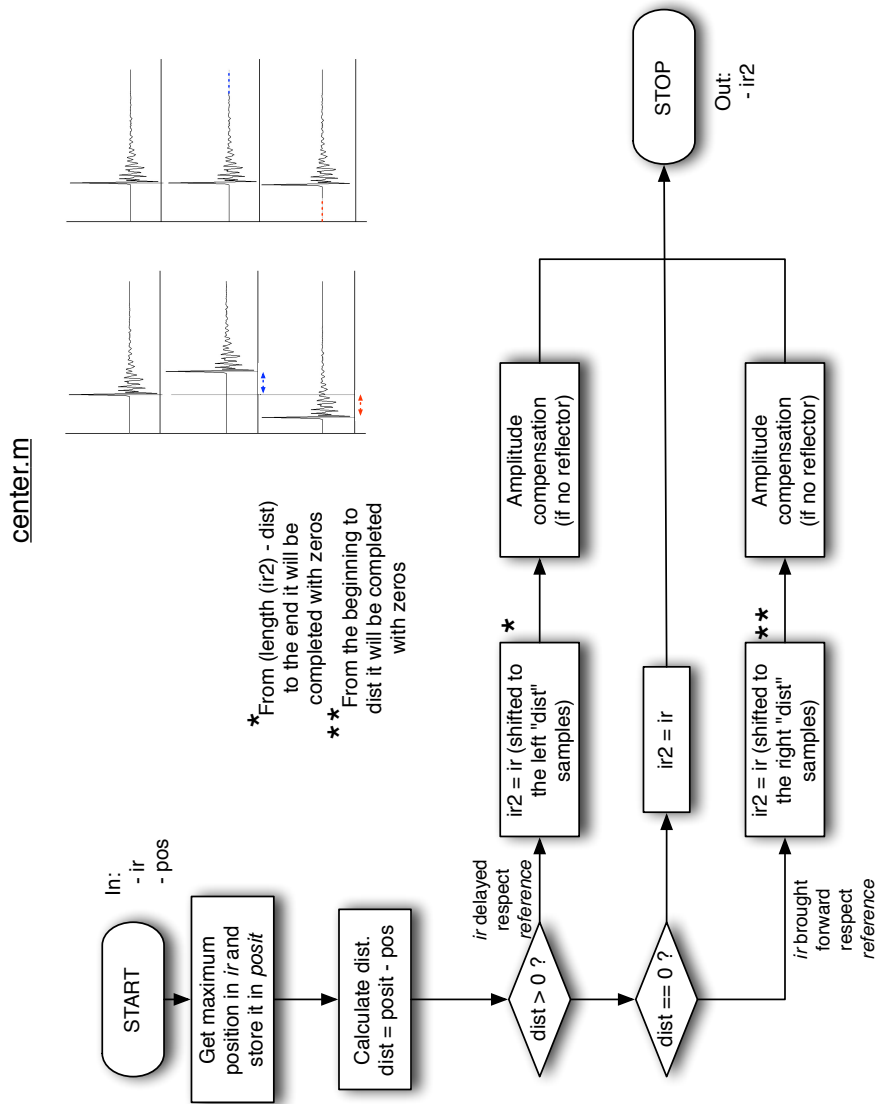 center.m
START
In:
- ir
- pos
Get maximum
position in ir and
store it in posit
Calculate dist.
dist = posit - pos
dist > 0 ?
ir delayed
respect
reference
ir2 = ir (shifted to
the left "dist"
samples)
*
Amplitude
compensation
(if no reflector)
dist == 0 ?
ir2 = ir
ir brought
forward
respect
reference
ir2 = ir (shifted to
the right "dist"
samples)
**
Amplitude
compensation
(if no reflector)
STOP
Out:
- ir2
*From (length (ir2) - dist)
to the end it will be
completed with zeros
** From the beginning to
dist it will be completed
with zeros